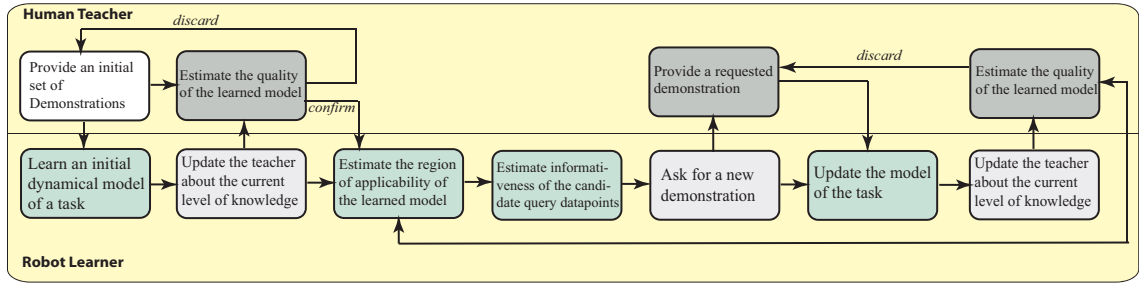 Human Teacher
discard
Provide an initial
set of
Demonstrations
Estimate the quality
of the learned model
confirm
Provide a requested
demonstration
discard
Estimate the quality
of the learned model
Learn an initial
dynamical model
of a task
Update the teacher
about the current
level of knowledge
Estimate the region
of applicability of
the learned model
Estimate informati-
veness of the candi-
date query datapoints
Ask for a new
demonstration
Update the model
of the task
Update the teacher
about the current
level of knowledge
Robot Learner